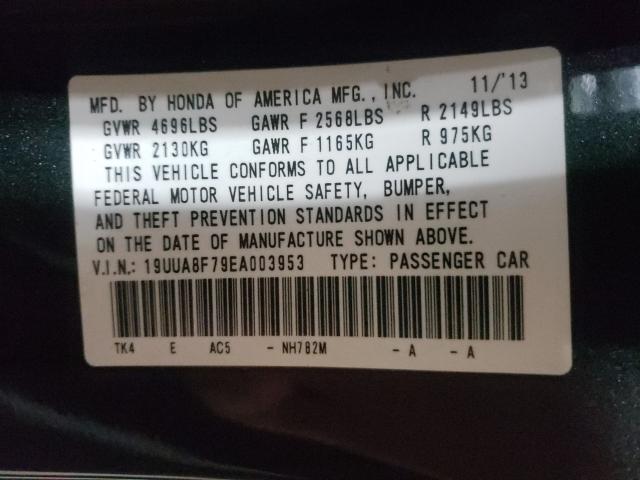 MFD. BY HONDA OF AMERICA MFG., INC. 11/'13
GVWR 4696LBS GAWR F 2568LBS R 2149LBS
GVWR 2130KG GAWR F 1165KG R 975KG
THIS VEHICLE CONFORMS TO ALL APPLICABLE
FEDERAL MOTOR VEHICLE SAFETY, BUMPER,
AND THEFT PREVENTION STANDARDS IN EFFECT
ON THE DATE OF MANUFACTURE SHOWN ABOVE.
V.I.N.: 19UUA8F79EA003953 TYPE: PASSENGER CAR
TK4 E AC5 - NH782M - A - A